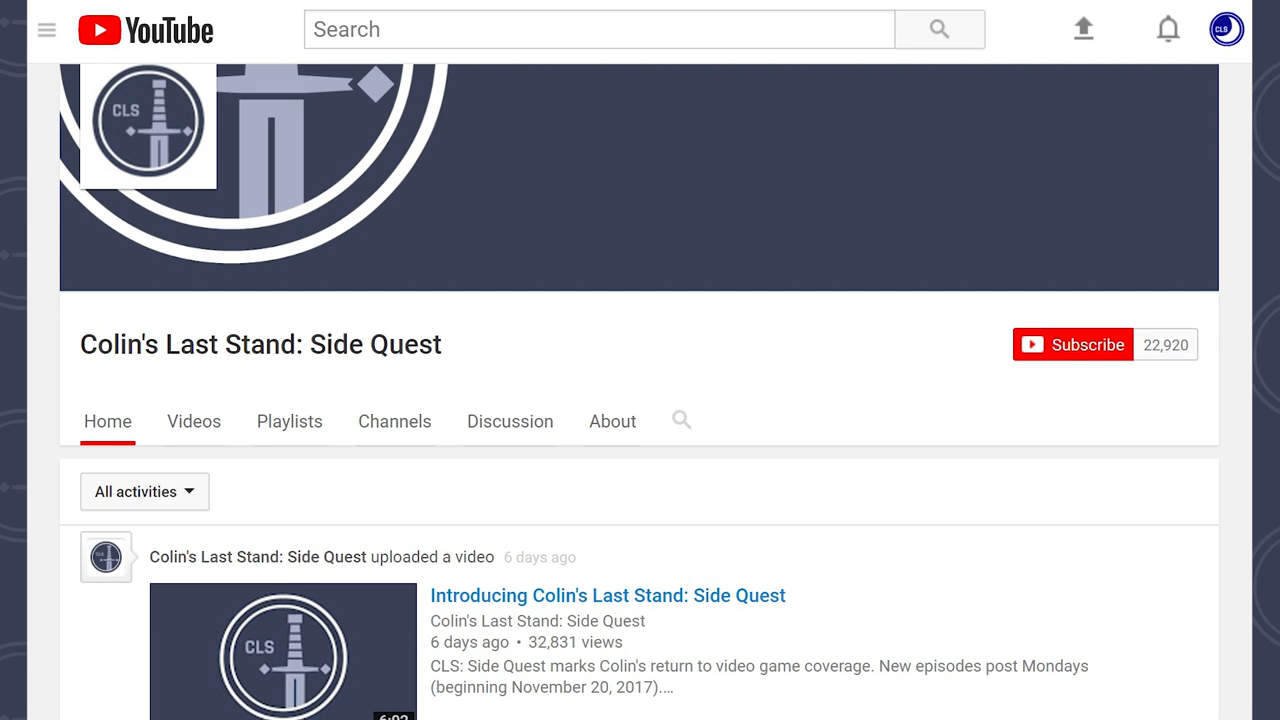 YouTube
Search
CLS
CLS
Colin's Last Stand: Side Quest
Subscribe 22,920
Home Videos Playlists Channels Discussion About
All activities
Colin's Last Stand: Side Quest uploaded a video 6 days ago
Introducing Colin's Last Stand: Side Quest
Colin's Last Stand: Side Quest
6 days ago • 32,831 views
CLS: Side Quest marks Colin's return to video game coverage. New episodes post Mondays
(beginning November 20, 2017)....
CLS